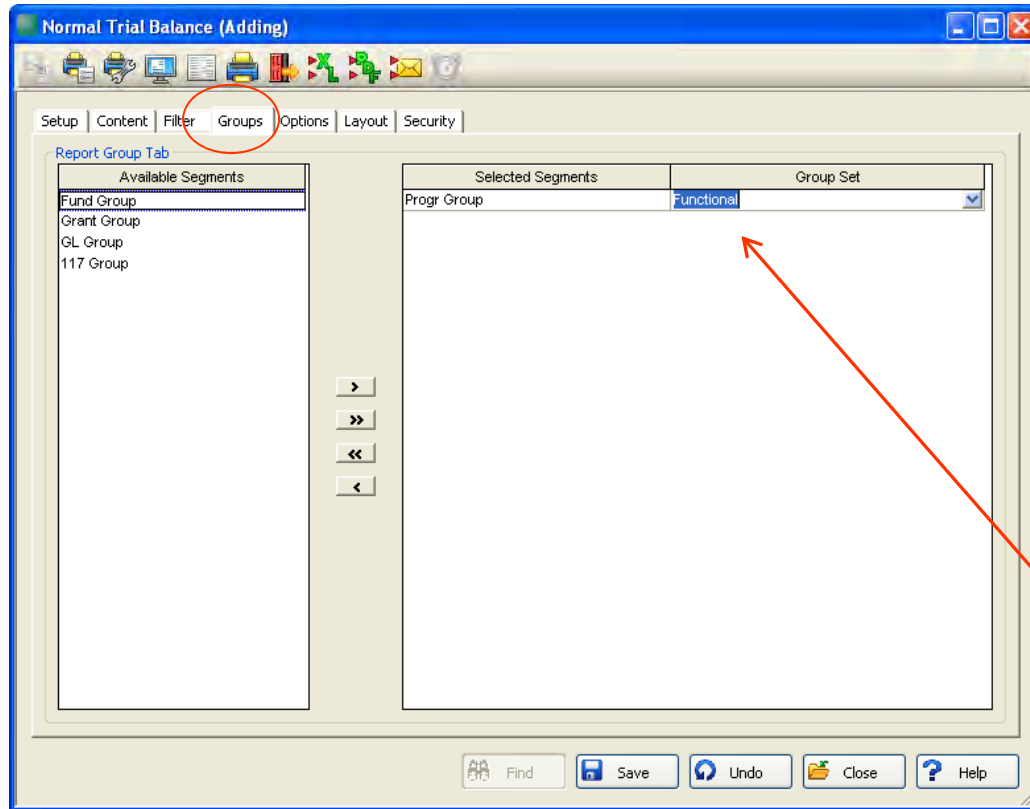 Normal Trial Balance (Adding)
Setup Content Filter Groups Options Layout Security
Report Group Tab
Available Segments
Fund Group
Grant Group
GL Group
117 Group
>
>>
<<
<
Selected Segments Group Set
Progr Group Functional
Find Save Undo Close Help